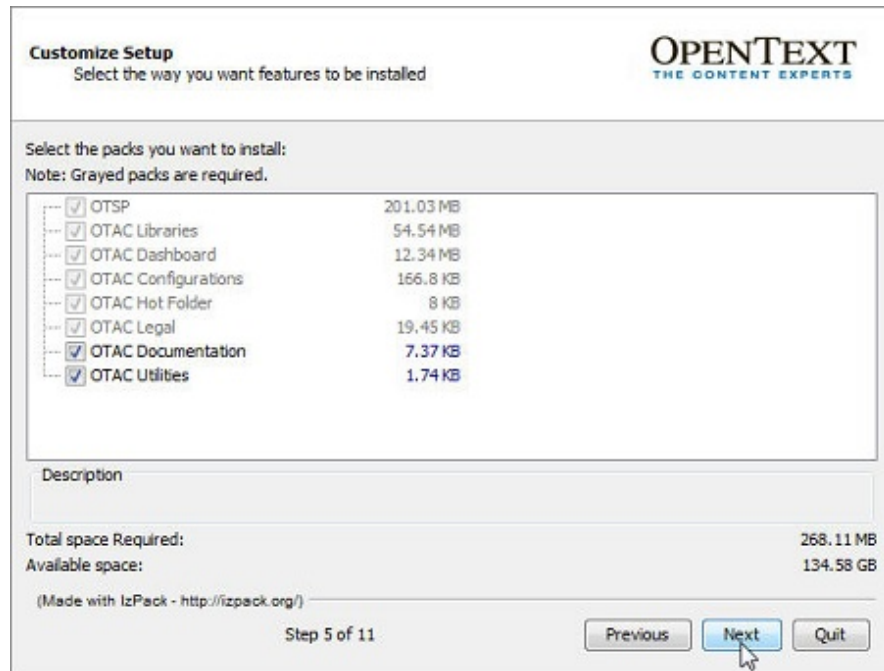 Customize Setup
Select the way you want features to be installed
OPENTEXT
THE CONTENT EXPERTS
Select the packs you want to install:
Note: Grayed packs are required.
OTSP 201.03 MB
OTAC Libraries 54.54 MB
OTAC Dashboard 12.34 MB
OTAC Configurations 166.8 KB
OTAC Hot Folder 8 KB
OTAC Legal 19.45 KB
OTAC Documentation 7.37 KB
OTAC Utilities 1.74 KB
Description
Total space Required: 268.11 MB
Available space: 134.58 GB
(Made with IzPack - http://izpack.org/)
Step 5 of 11 Previous Next Quit